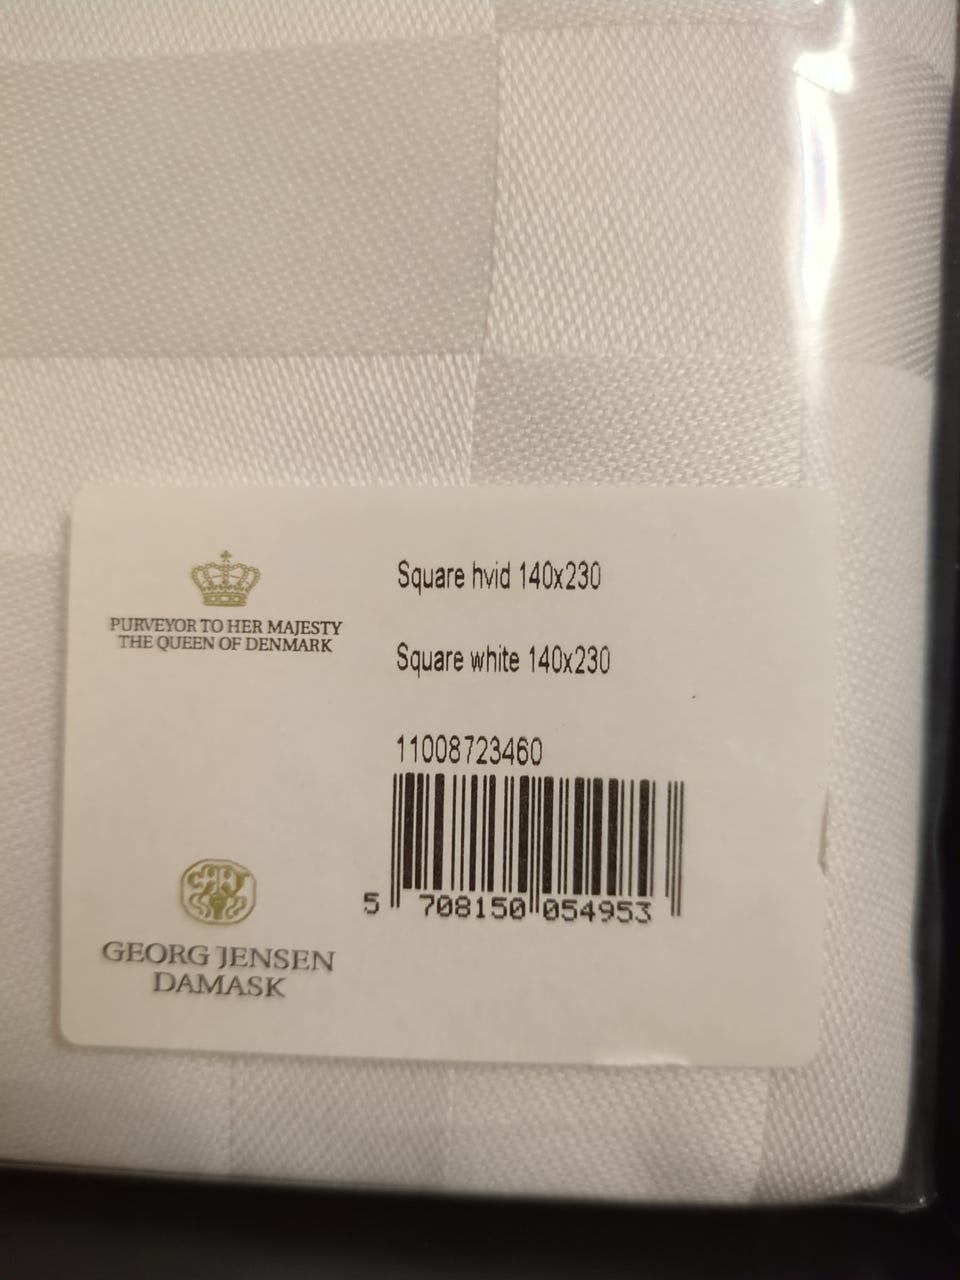 PURVEYOR TO HER MAJESTY
THE QUEEN OF DENMARK
Square hvid 140x230
Square white 140x230
11008723460
5 708150 054953
GEORG JENSEN
DAMASK